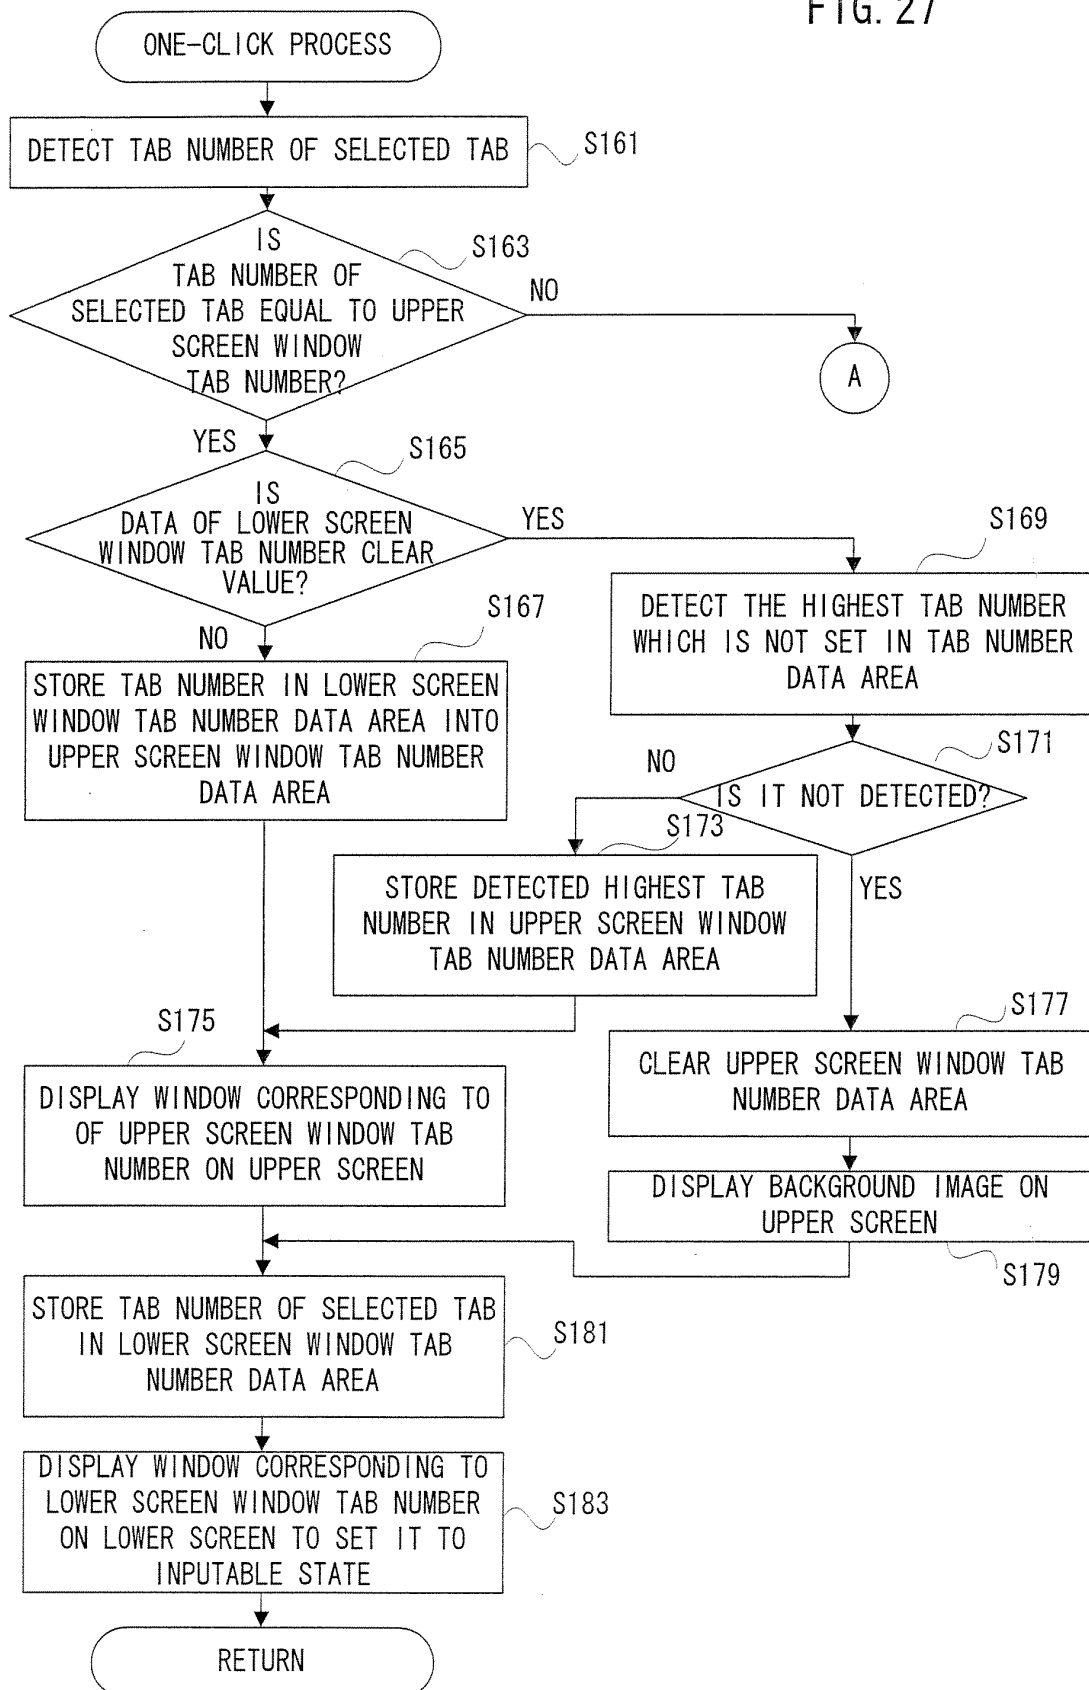 FIG. 27
ONE-CLICK PROCESS
DETECT TAB NUMBER OF SELECTED TAB
S161
IS
TAB NUMBER OF
SELECTED TAB EQUAL TO UPPER
SCREEN WINDOW
TAB NUMBER?
S163
NO
A
YES
IS
DATA OF LOWER SCREEN
WINDOW TAB NUMBER CLEAR
VALUE?
S165
YES
NO
STORE TAB NUMBER IN LOWER SCREEN
WINDOW TAB NUMBER DATA AREA INTO
UPPER SCREEN WINDOW TAB NUMBER
DATA AREA
S167
DETECT THE HIGHEST TAB NUMBER
WHICH IS NOT SET IN TAB NUMBER
DATA AREA
S169
IS IT NOT DETECTED?
S171
NO
YES
STORE DETECTED HIGHEST TAB
NUMBER IN UPPER SCREEN WINDOW
TAB NUMBER DATA AREA
S173
DISPLAY WINDOW CORRESPONDING TO
OF UPPER SCREEN WINDOW TAB
NUMBER ON UPPER SCREEN
S175
CLEAR UPPER SCREEN WINDOW TAB
NUMBER DATA AREA
S177
DISPLAY BACKGROUND IMAGE ON
UPPER SCREEN
S179
STORE TAB NUMBER OF SELECTED TAB
IN LOWER SCREEN WINDOW TAB
NUMBER DATA AREA
S181
DISPLAY WINDOW CORRESPONDING TO
LOWER SCREEN WINDOW TAB NUMBER
ON LOWER SCREEN TO SET IT TO
INPUTABLE STATE
S183
RETURN